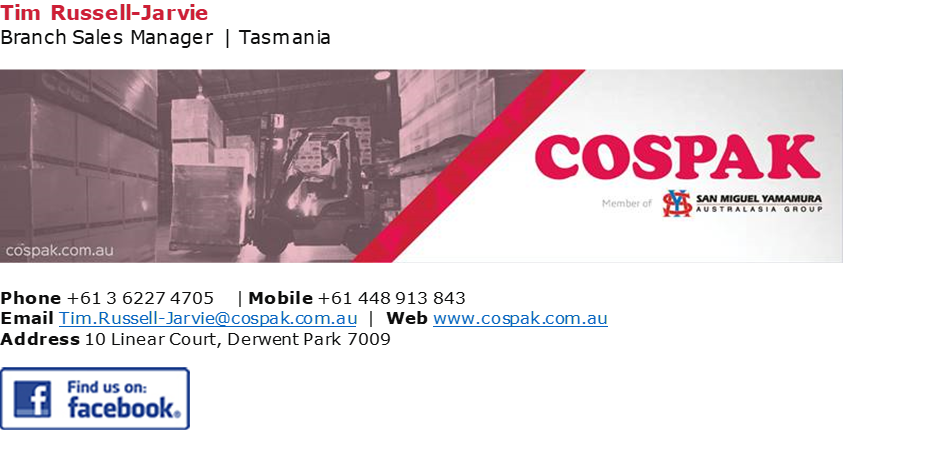 Tim Russell-Jarvie
Branch Sales Manager | Tasmania
COSPAK
Member of SAN MIGUEL YAMAMURA
AUSTRALASIA GROUP
cospak.com.au
Phone +61 3 6227 4705 | Mobile +61 448 913 843
Email Tim.Russell-Jarvie@cospak.com.au | Web www.cospak.com.au
Address 10 Linear Court, Derwent Park 7009
Find us on:
facebook.